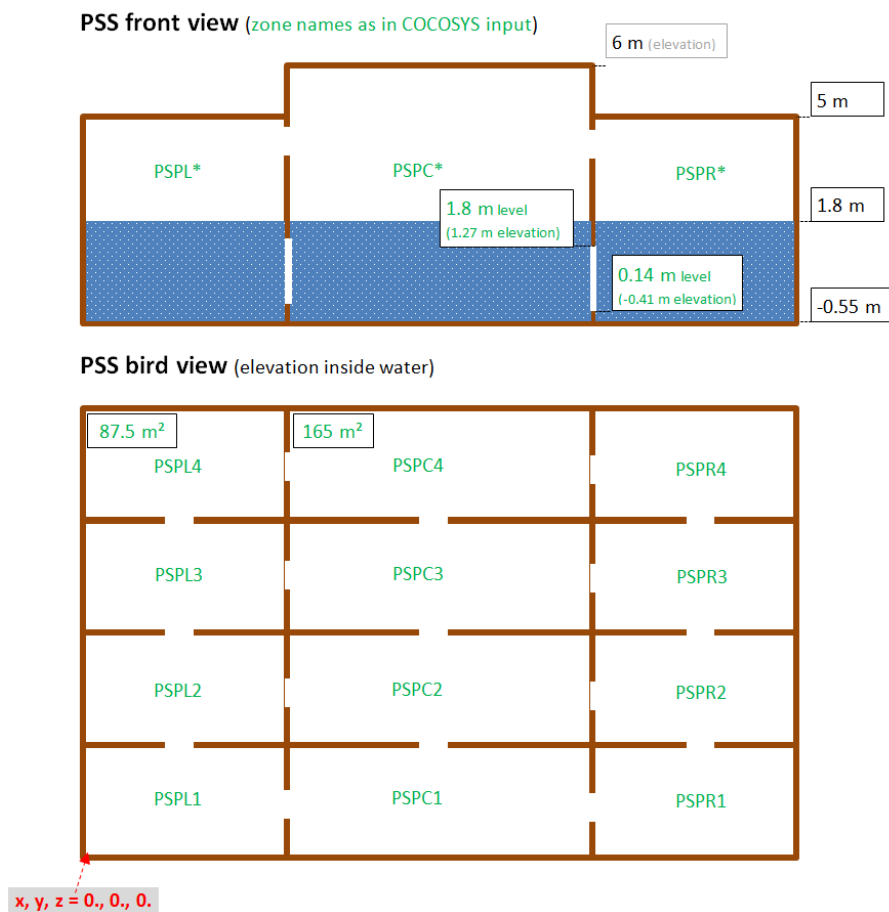 PSS front view (zone names as in COCOSYS input)
6 m (elevation)
5 m
PSPL*
PSPC*
PSPR*
1.8 m level
(1.27 m elevation)
1.8 m
0.14 m level
(-0.41 m elevation)
-0.55 m
PSS bird view (elevation inside water)
87.5 m²
165 m²
PSPL4
PSPC4
PSPR4
PSPL3
PSPC3
PSPR3
PSPL2
PSPC2
PSPR2
PSPL1
PSPC1
PSPR1
x, y, z = 0., 0., 0.